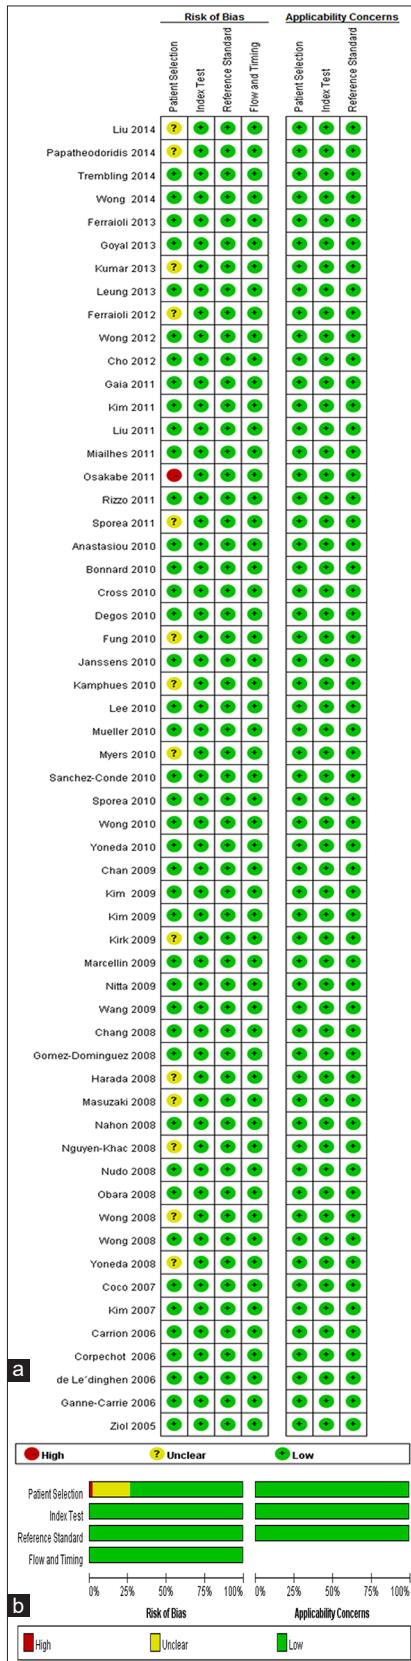 Risk of Bias Applicability Concerns
Patient Selection
Index Test
Reference Standard
Flow and Timing
Patient Selection
Index Test
Reference Standard
Liu 2014
Papatheodoridis 2014
Trembling 2014
Wong 2014
Ferraioli 2013
Goyal 2013
Kumar 2013
Leung 2013
Ferraioli 2012
Wong 2012
Cho 2012
Gaia 2011
Kim 2011
Liu 2011
Miailhes 2011
Osakabe 2011
Rizzo 2011
Sporea 2011
Anastasiou 2010
Bonnard 2010
Cross 2010
Degos 2010
Fung 2010
Janssens 2010
Kamphues 2010
Lee 2010
Mueller 2010
Myers 2010
Sanchez-Conde 2010
Sporea 2010
Wong 2010
Yoneda 2010
Chan 2009
Kim 2009
Kim 2009
Kirk 2009
Marcellin 2009
Nitta 2009
Wang 2009
Chang 2008
Gomez-Dominguez 2008
Harada 2008
Masuzaki 2008
Nahon 2008
Nguyen-Khac 2008
Nudo 2008
Obara 2008
Wong 2008
Wong 2008
Yoneda 2008
Coco 2007
Kim 2007
Carrion 2006
Corpechot 2006
de Le´dinghen 2006
Ganne-Carrie 2006
Ziol 2005
a
High ? Unclear + Low
Patient Selection
Index Test
Reference Standard
Flow and Timing
0% 25% 50% 75% 100% 0% 25% 50% 75% 100%
Risk of Bias Applicability Concerns
b
High Unclear Low